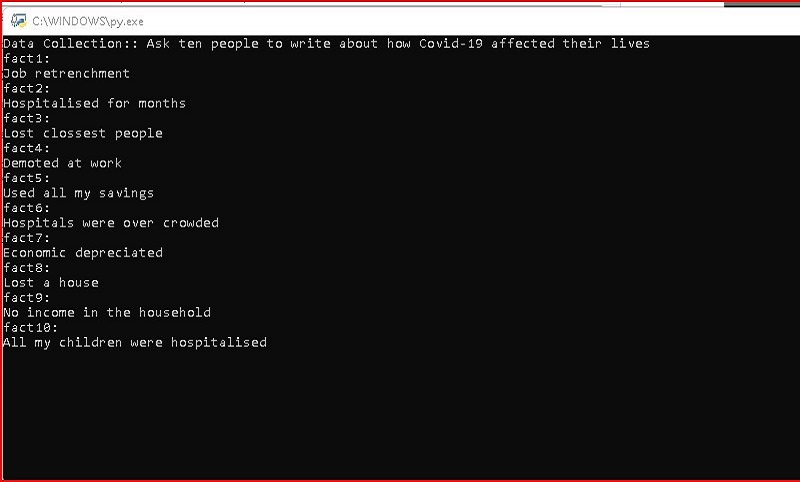 C:\WINDOWS\py.exe
Data Collection:: Ask ten people to write about how Covid-19 affected their lives
fact1:
Job retrenchment
fact2:
Hospitalised for months
fact3:
Lost clossest people
fact4:
Demoted at work
fact5:
Used all my savings
fact6:
Hospitals were over crowded
fact7:
Economic depreciated
fact8:
Lost a house
fact9:
No income in the household
fact10:
All my children were hospitalised